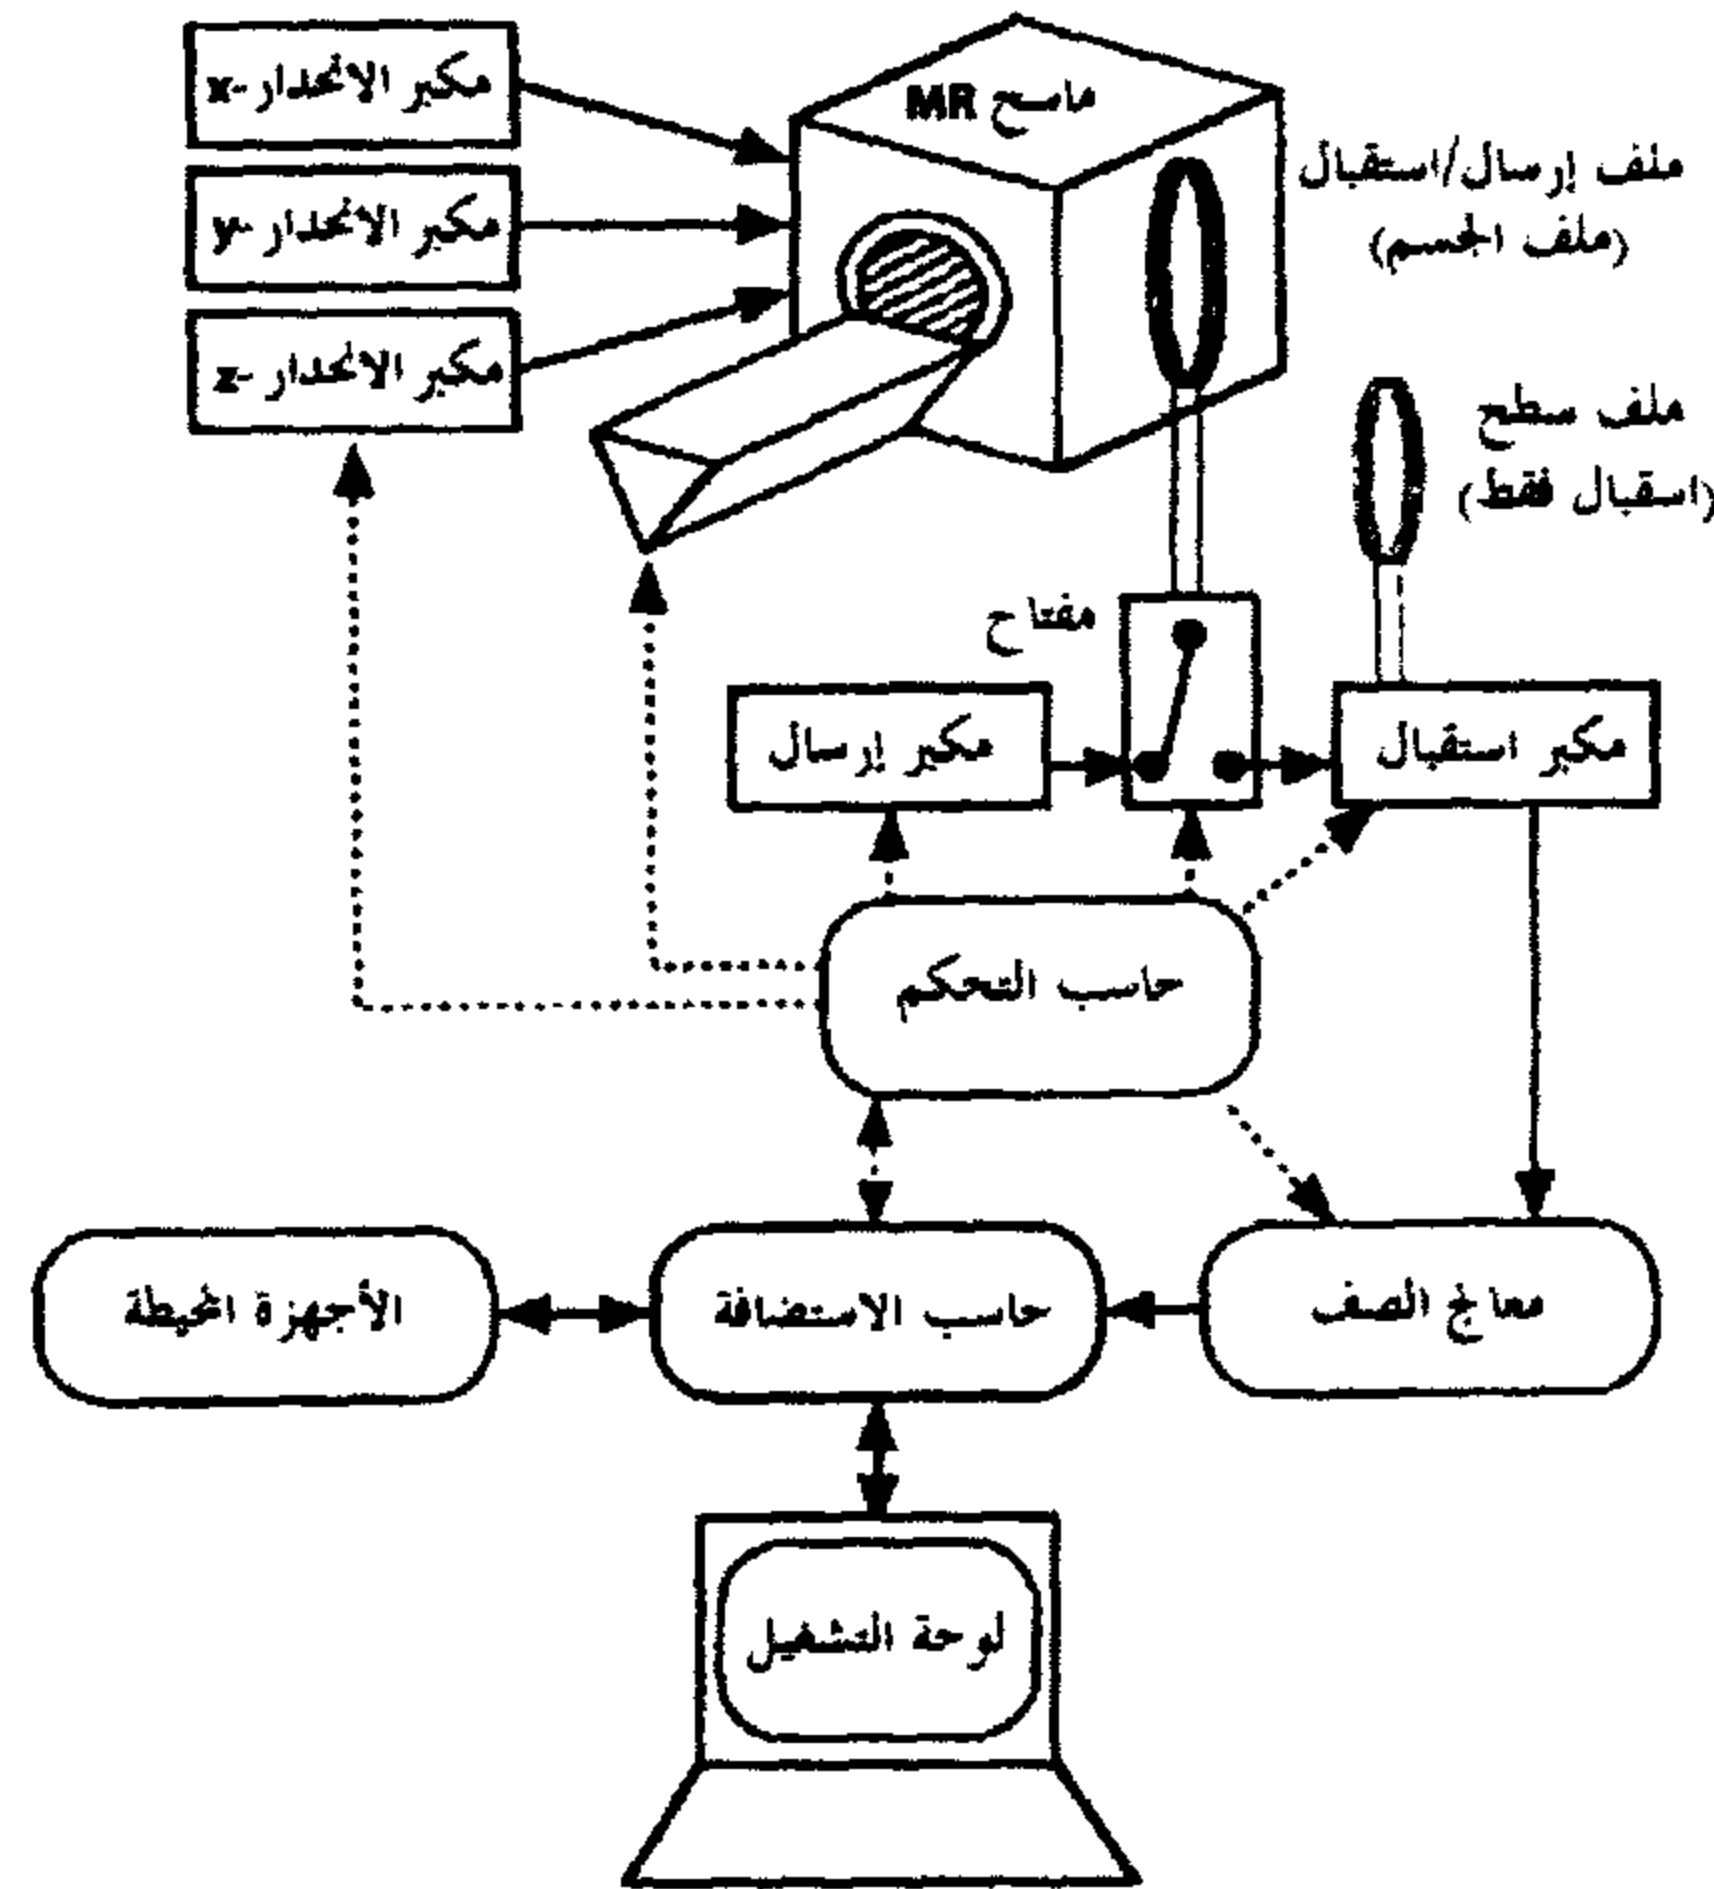 ماسح MR
مكبر الانحدار-x
مكبر الانحدار-y
مكبر الانحدار-z
ملف إرسال/استقبال
(ملف الجسم)
ملف سطح
(اسقبال فقط)
مفتاح
مكبر استقبال
مكبر إرسال
حاسب التحكم
معالج الصف
حاسب الاستضافة
الأجهزة المحيطة
لوحة التشغيل